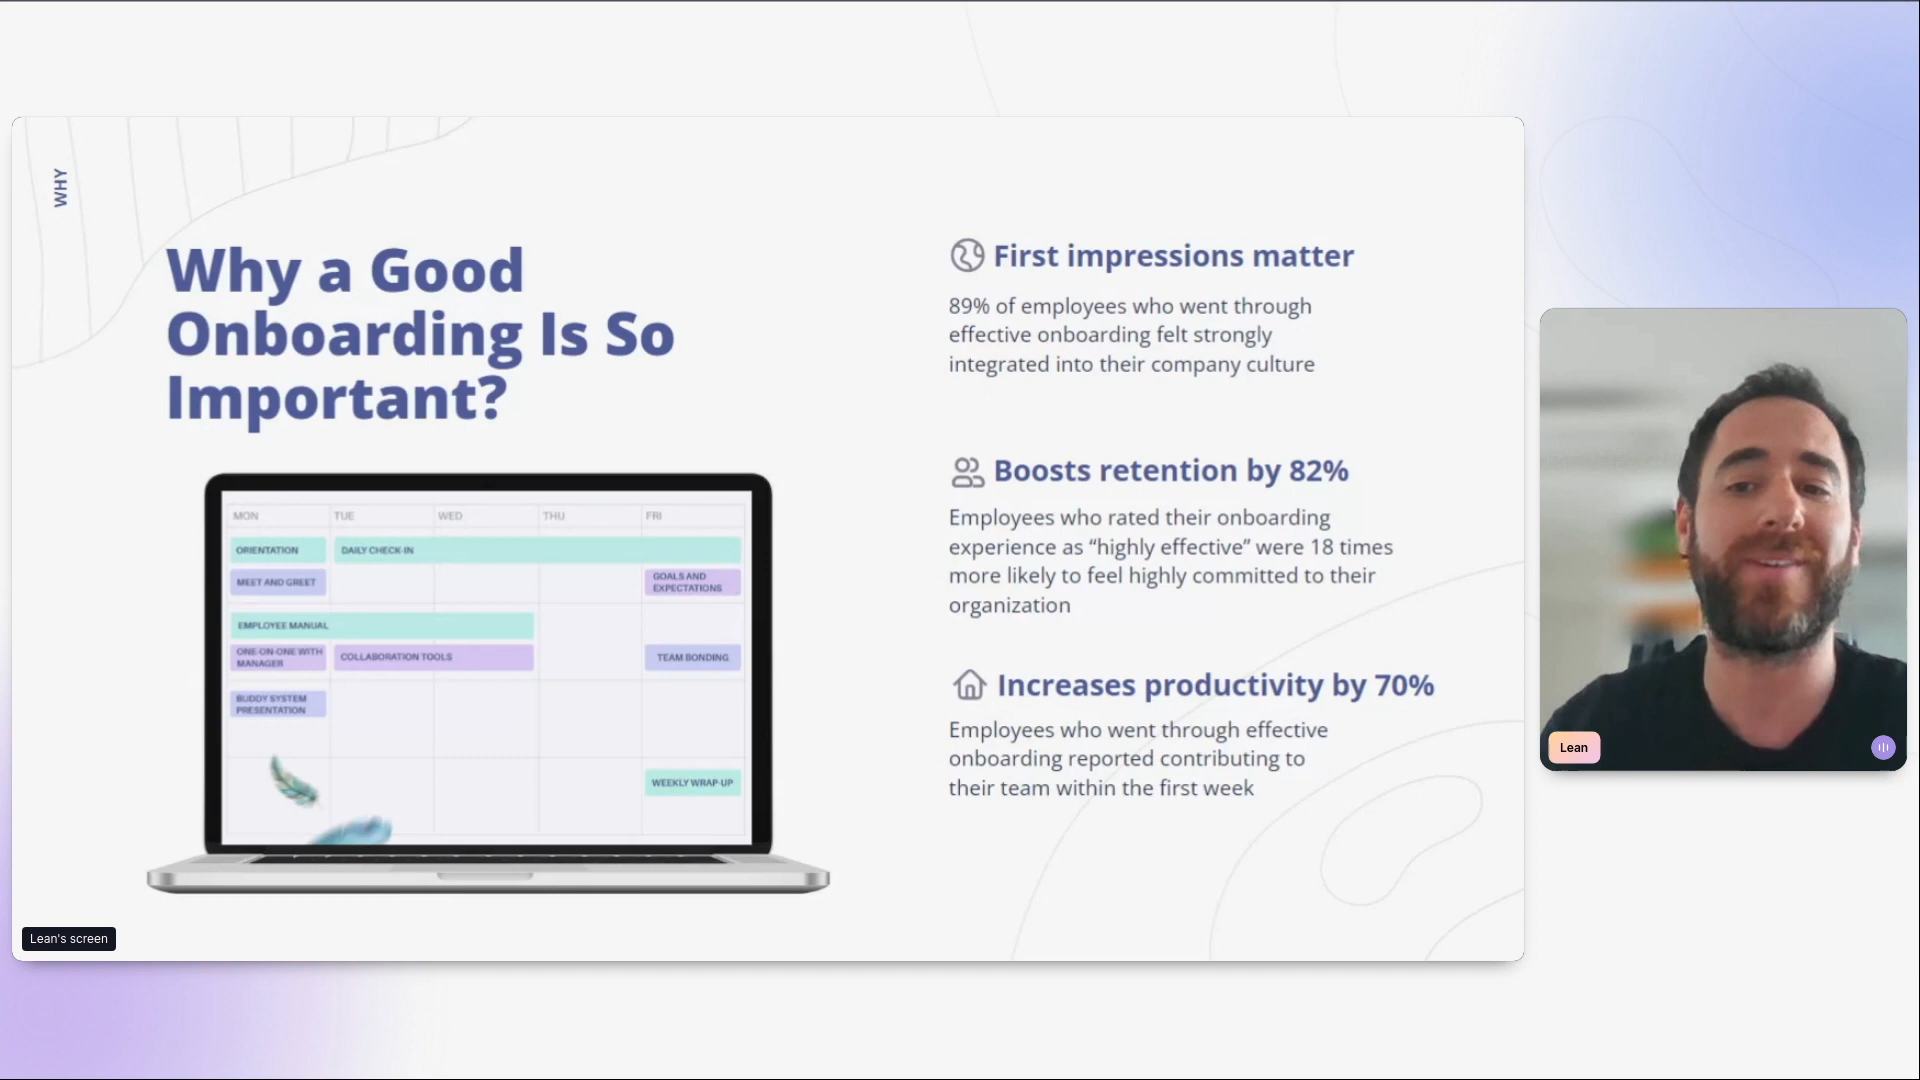 WHY
Why a Good
Onboarding Is So
Important?
MON TUE WED THU FRI
ORIENTATION DAILY CHECK-IN
MEET AND GREET
GOALS AND
EXPECTATIONS
EMPLOYEE MANUAL
ONE-ON-ONE WITH
MANAGER
COLLABORATION TOOLS
TEAM BONDING
BUDDY SYSTEM
PRESENTATION
WEEKLY WRAP-UP
First impressions matter
89% of employees who went through
effective onboarding felt strongly
integrated into their company culture
Boosts retention by 82%
Employees who rated their onboarding
experience as “highly effective” were 18 times
more likely to feel highly committed to their
organization
Increases productivity by 70%
Employees who went through effective
onboarding reported contributing to
their team within the first week
Lean's screen
Lean